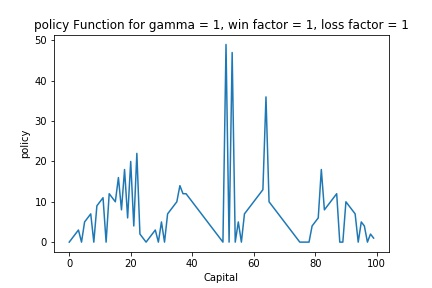 policy Function for gamma = 1, win factor = 1, loss factor = 1
50
40
30
20
10
0
policy
0 20 40 60 80 100
Capital